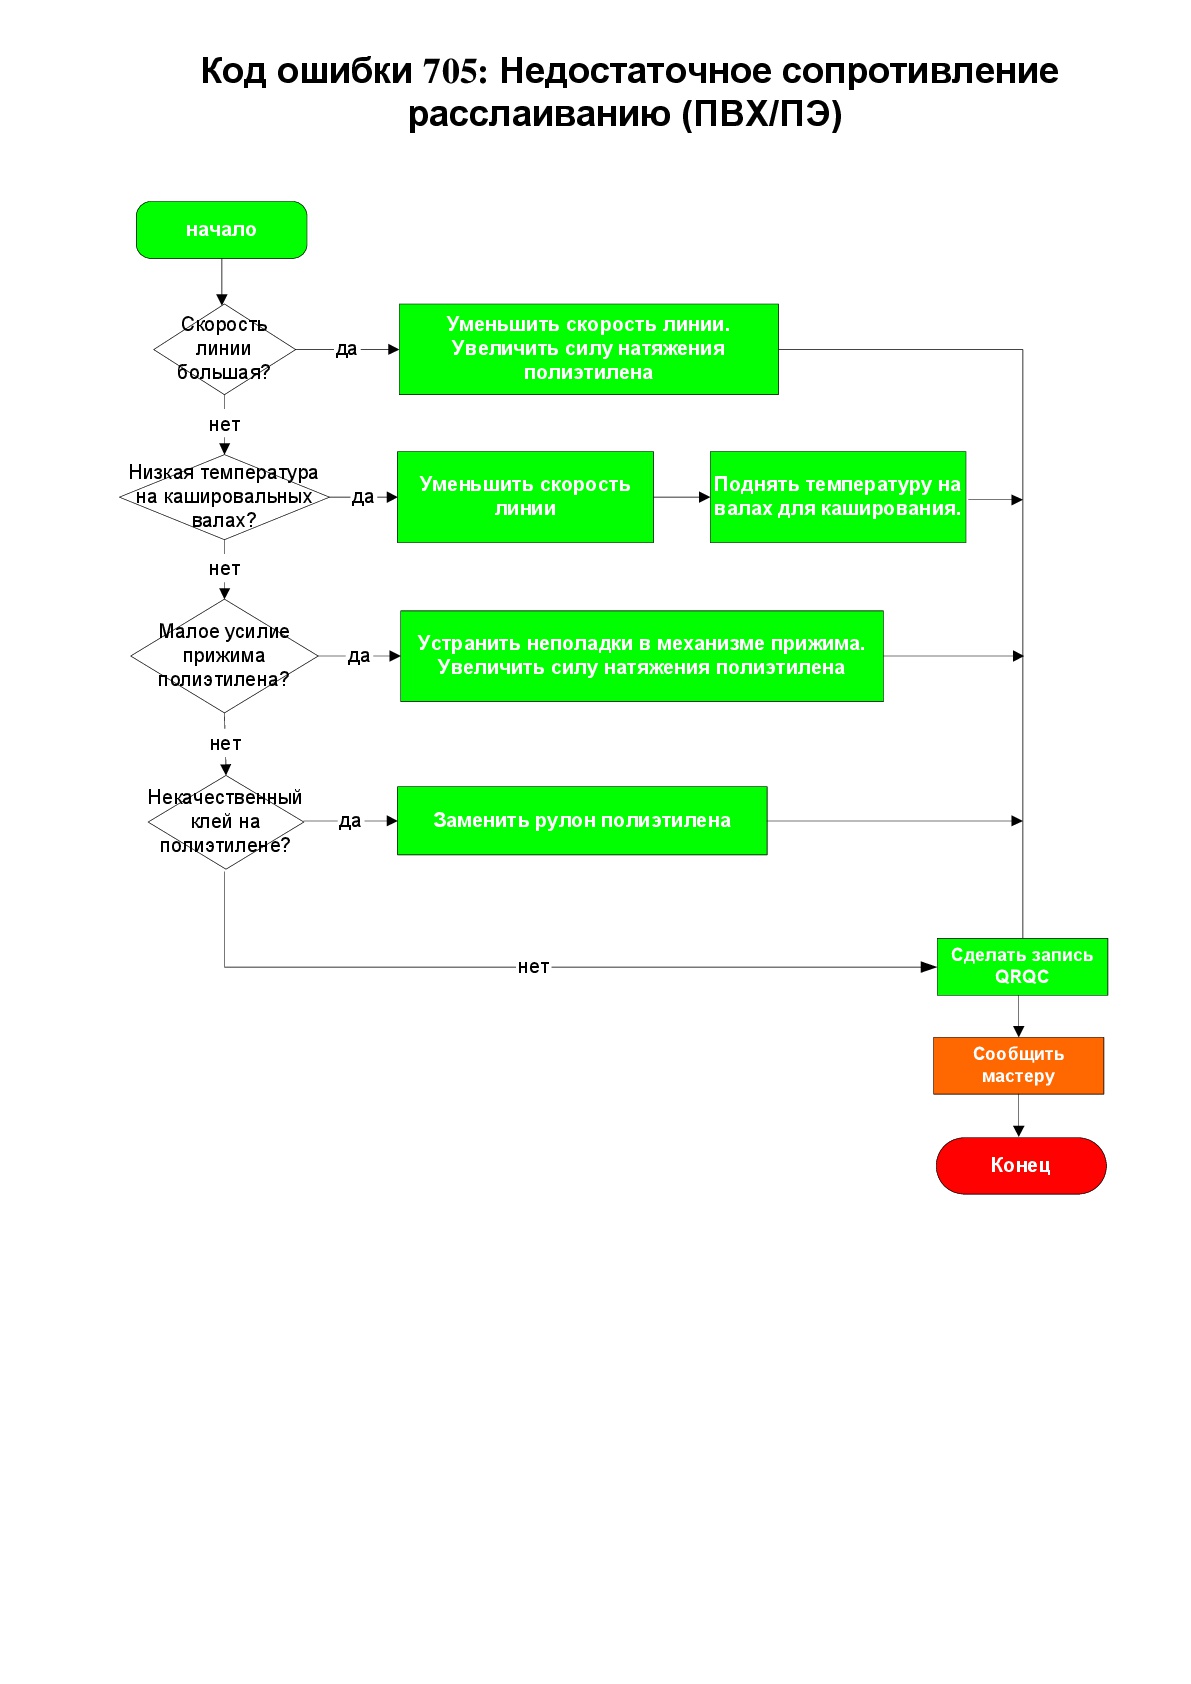 Код ошибки 705: Недостаточное сопротивление
расслаиванию (ПВХ/ПЭ)
начало
Скорость
линии
большая?
да
Уменьшить скорость линии.
Увеличить силу натяжения
полиэтилена
нет
Низкая температура
на кашировальных
валах?
да
Уменьшить скорость
линии
Поднять температуру на
валах для каширования.
нет
Малое усилие
прижима
полиэтилена?
да
Устранить неполадки в механизме прижима.
Увеличить силу натяжения полиэтилена
нет
Некачественный
клей на
полиэтилене?
да
Заменить рулон полиэтилена
нет
Сделать запись
QRQC
Сообщить
мастеру
Конец